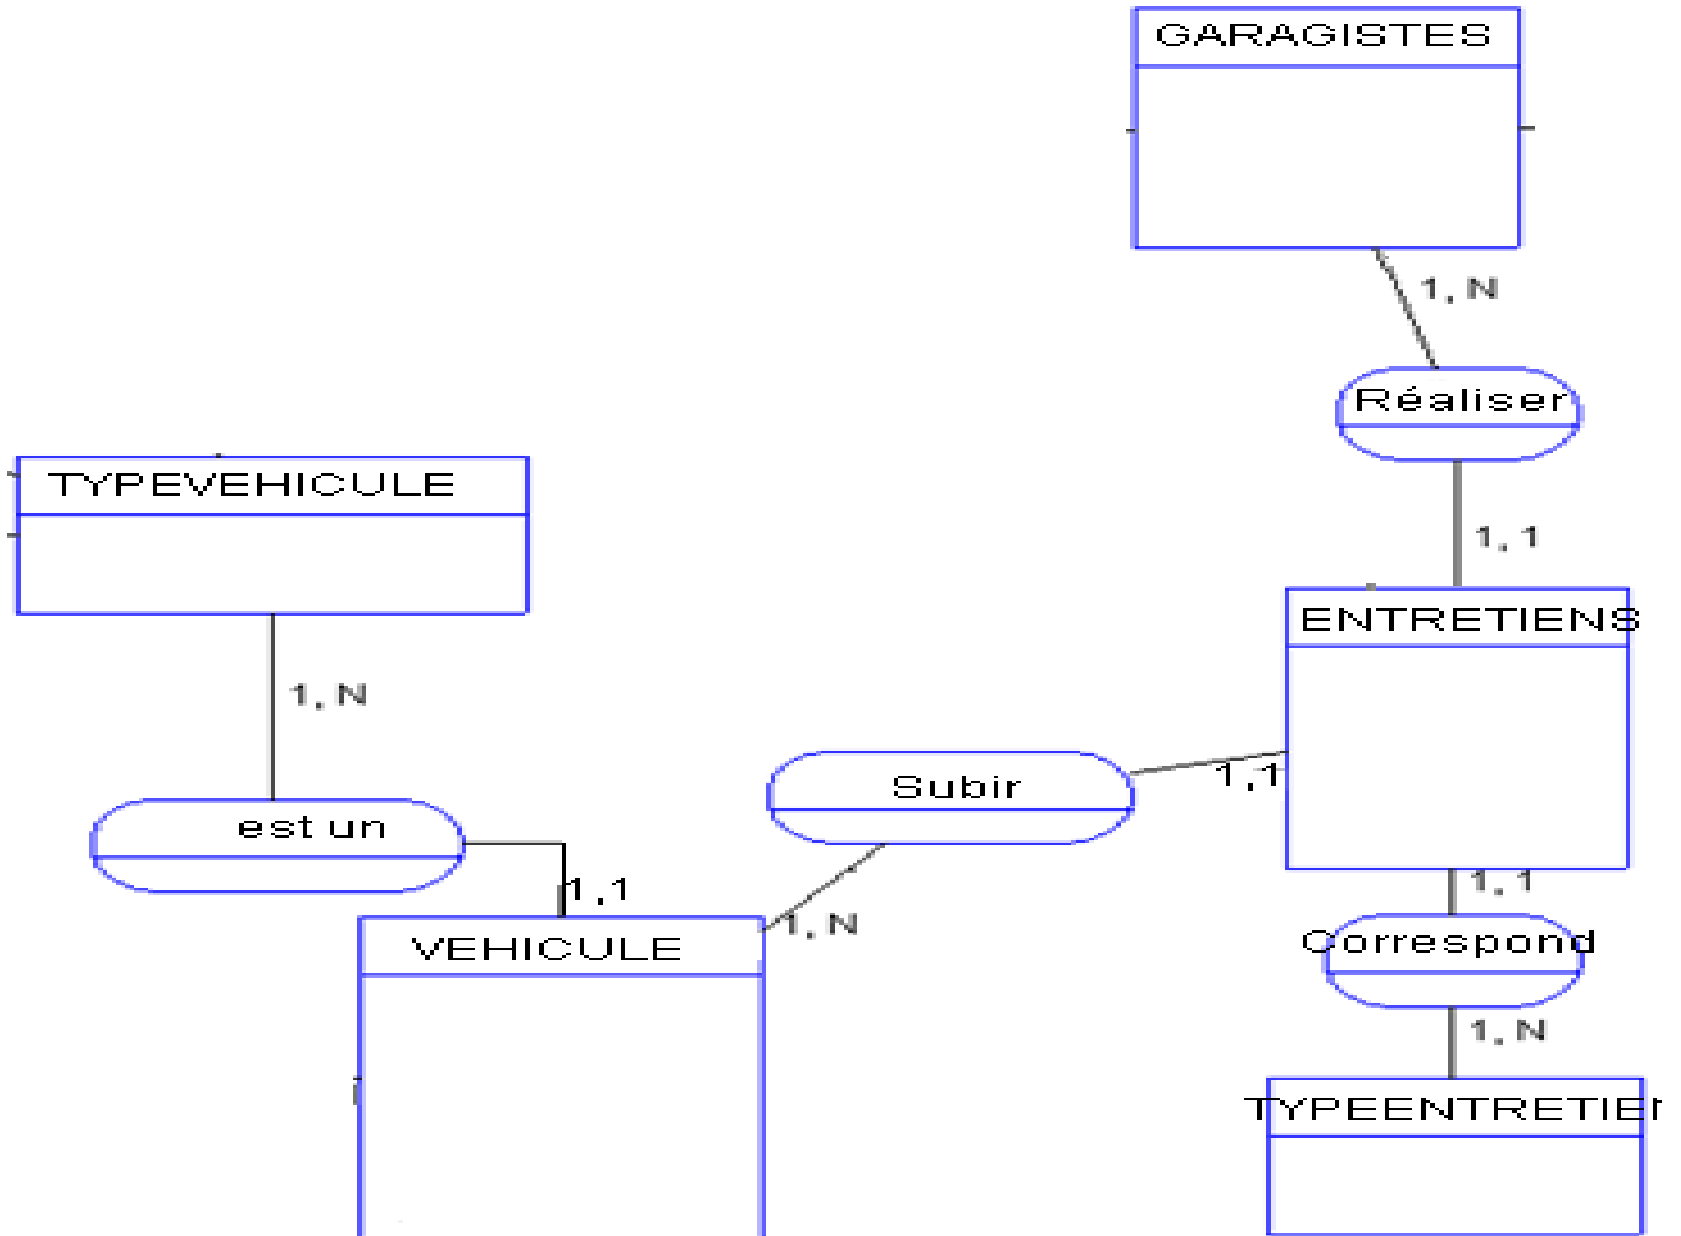 GARAGISTES
1, N
Réaliser
1, 1
TYPEVEHICULE
1, N
est un
1,1
VEHICULE
Subir
1, N
1,1
ENTRETIENS
1, 1
Correspond
1, N
TYPEENTRETIEN